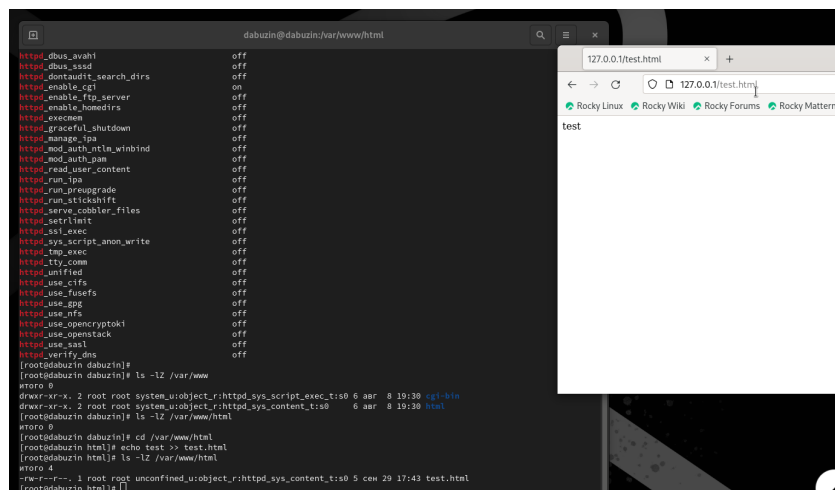 dabuzin@dabuzin:/var/www/html
httpd_dbus_avahi off
httpd_dbus_sssd off
httpd_dontaudit_search_dirs off
httpd_enable_cgi on
httpd_enable_ftp_server off
httpd_enable_homedirs off
httpd_execmem off
httpd_graceful_shutdown off
httpd_manage_ipa off
httpd_mod_auth_ntlm_winbind off
httpd_mod_auth_pam off
httpd_read_user_content off
httpd_run_ipa off
httpd_run_preupgrade off
httpd_run_stickshift off
httpd_serve_cobbler_files off
httpd_setrlimit off
httpd_ssi_exec off
httpd_sys_script_anon_write off
httpd_tmp_exec off
httpd_tty_comm off
httpd_unified off
httpd_use_cifs off
httpd_use_fusefs off
httpd_use_gpg off
httpd_use_nfs off
httpd_use_opencryptoki off
httpd_use_openstack off
httpd_use_sasl off
httpd_verify_dns off
[root@dabuzin dabuzin]#
[root@dabuzin dabuzin]# ls -lZ /var/www
итого 0
drwxr-xr-x. 2 root root system_u:object_r:httpd_sys_script_exec_t:s0 6 авг 8 19:30 cgi-bin
drwxr-xr-x. 2 root root system_u:object_r:httpd_sys_content_t:s0 6 авг 8 19:30 html
[root@dabuzin dabuzin]# ls -lZ /var/www/html
итого 0
[root@dabuzin dabuzin]# cd /var/www/html
[root@dabuzin html]# echo test >> test.html
[root@dabuzin html]# ls -lZ /var/www/html
итого 4
-rw-r--r--. 1 root root unconfined_u:object_r:httpd_sys_content_t:s0 5 сен 29 17:43 test.html
[root@dabuzin html]#
127.0.0.1/test.html
127.0.0.1/test.html
Rocky Linux Rocky Wiki Rocky Forums Rocky Mattern
test